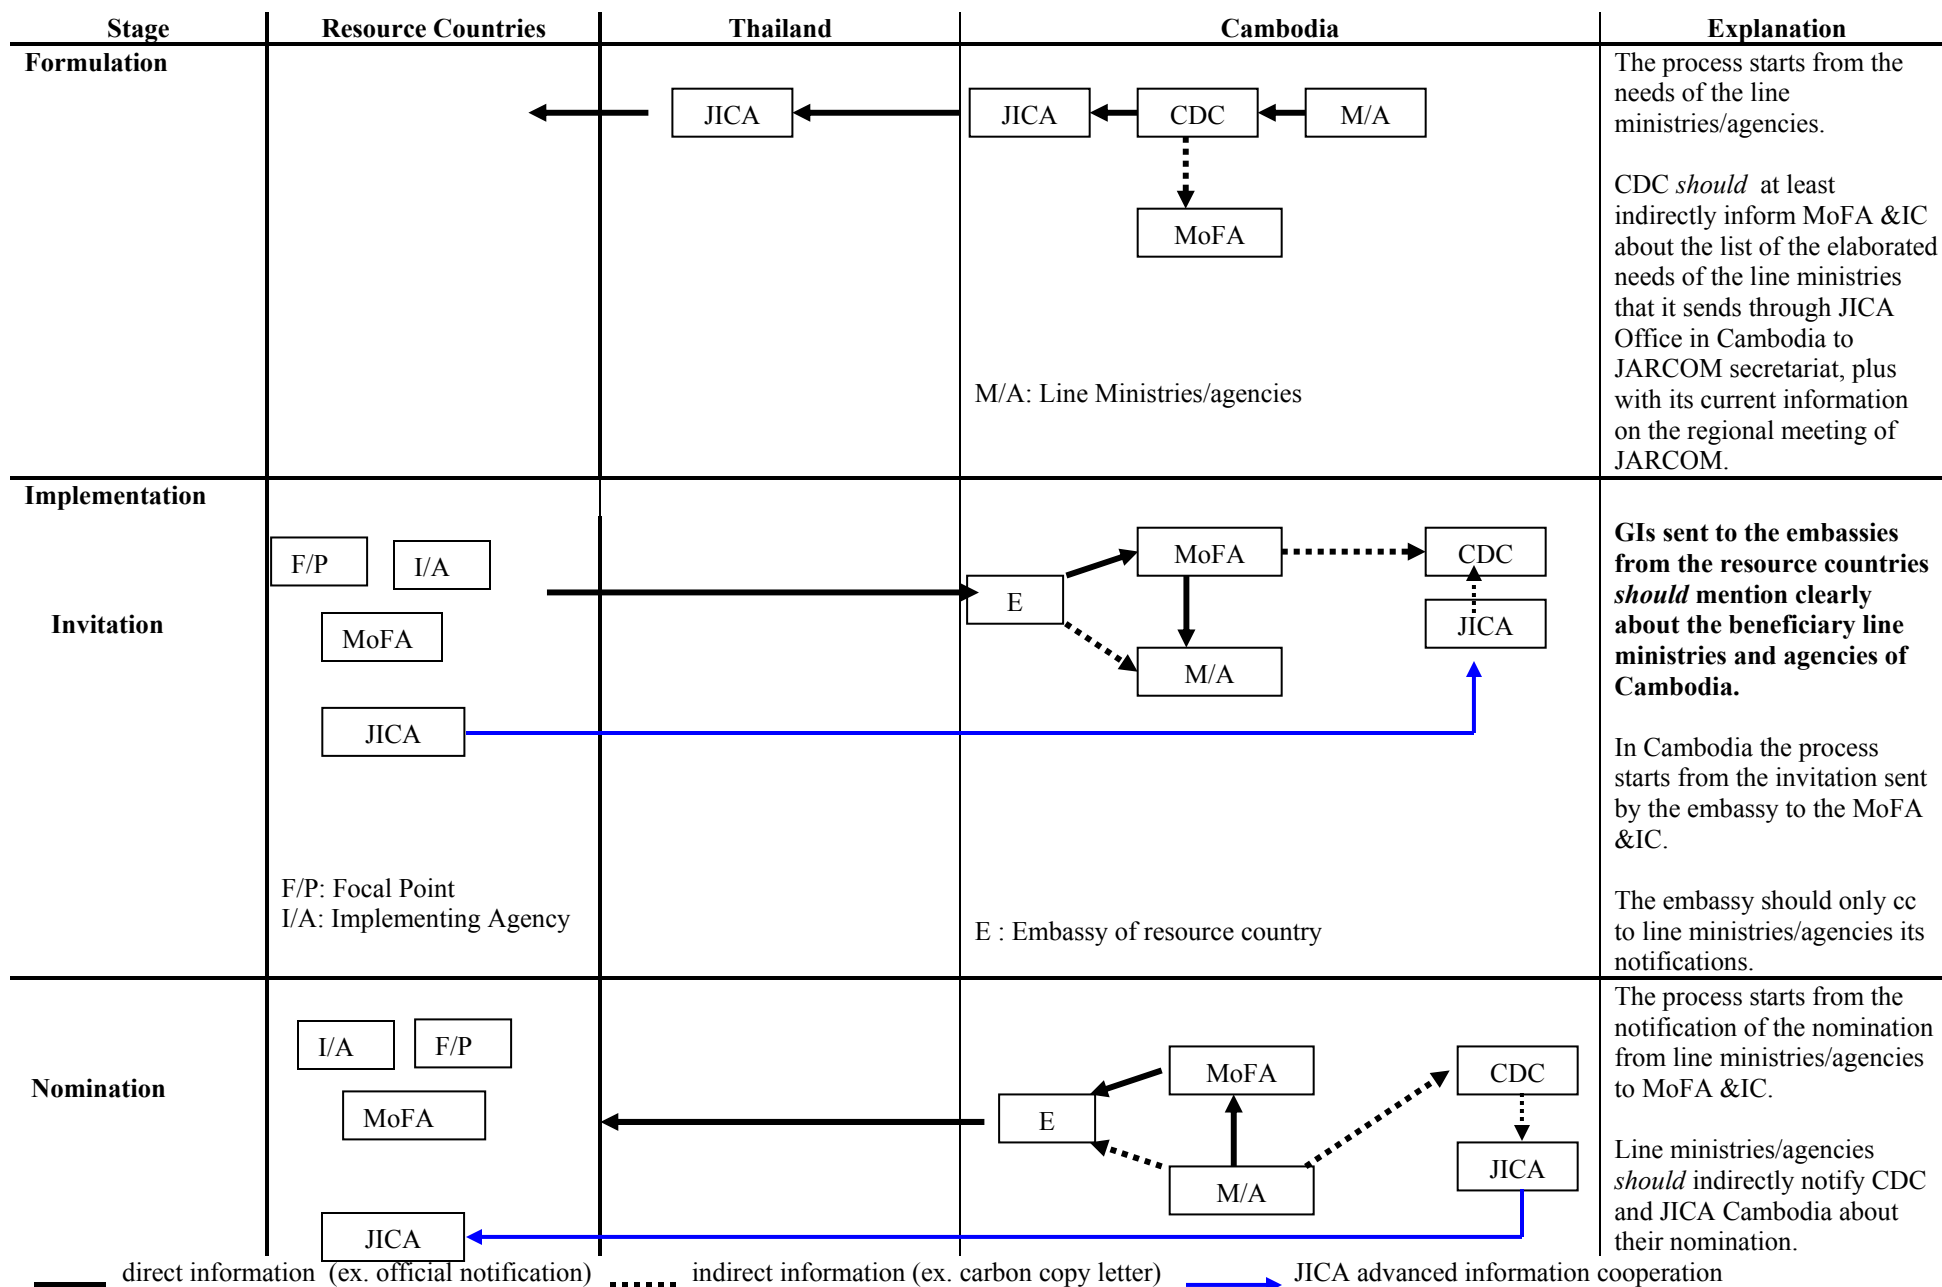 Stage Resource Countries Thailand Cambodia Explanation
Formulation
JICA JICA CDC M/A
MoFA
M/A: Line Ministries/agencies
The process starts from the
needs of the line
ministries/agencies.
CDC should at least
indirectly inform MoFA &IC
about the list of the elaborated
needs of the line ministries
that it sends through JICA
Office in Cambodia to
JARCOM secretariat, plus
with its current information
on the regional meeting of
JARCOM.
Implementation
Invitation
F/P I/A
MoFA
JICA
F/P: Focal Point
I/A: Implementing Agency
MoFA CDC
E JICA
M/A
E : Embassy of resource country
GIs sent to the embassies
from the resource countries
should mention clearly
about the beneficiary line
ministries and agencies of
Cambodia.
In Cambodia the process
starts from the invitation sent
by the embassy to the MoFA
&IC.
The embassy should only cc
to line ministries/agencies its
notifications.
Nomination
I/A F/P
MoFA
JICA
MoFA CDC
E
M/A JICA
The process starts from the
notification of the nomination
from line ministries/agencies
to MoFA &IC.
Line ministries/agencies
should indirectly notify CDC
and JICA Cambodia about
their nomination.
direct information (ex. official notification) indirect information (ex. carbon copy letter) JICA advanced information cooperation